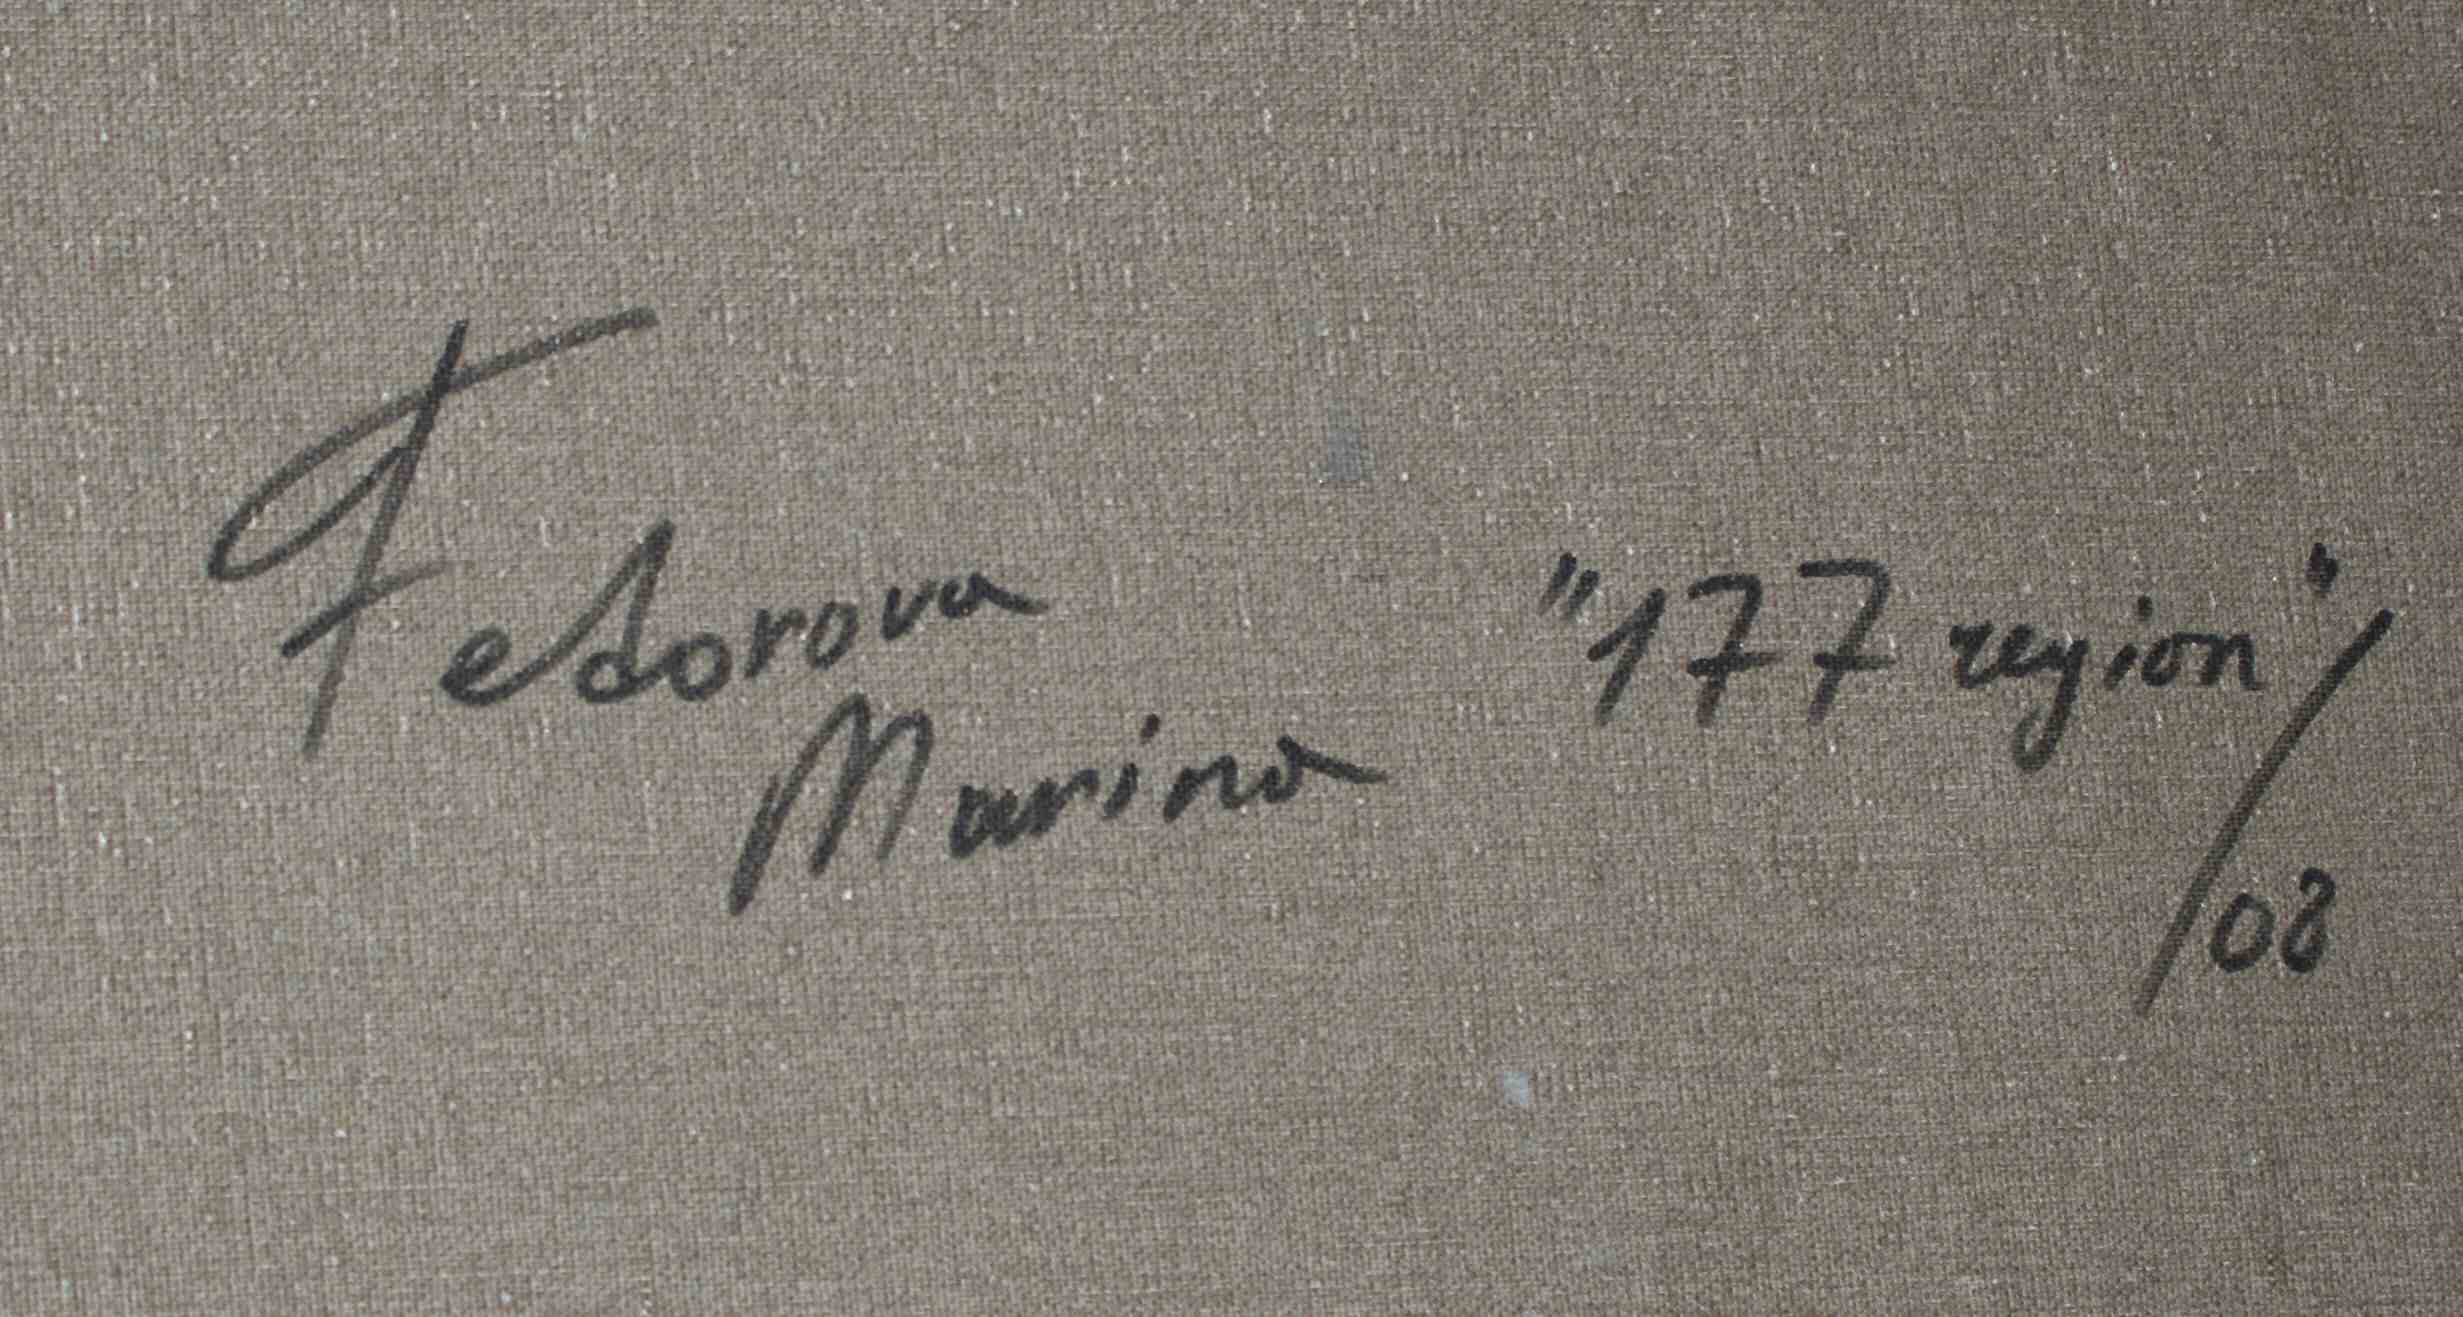 Fedorova
Marina
"177 region"/
08